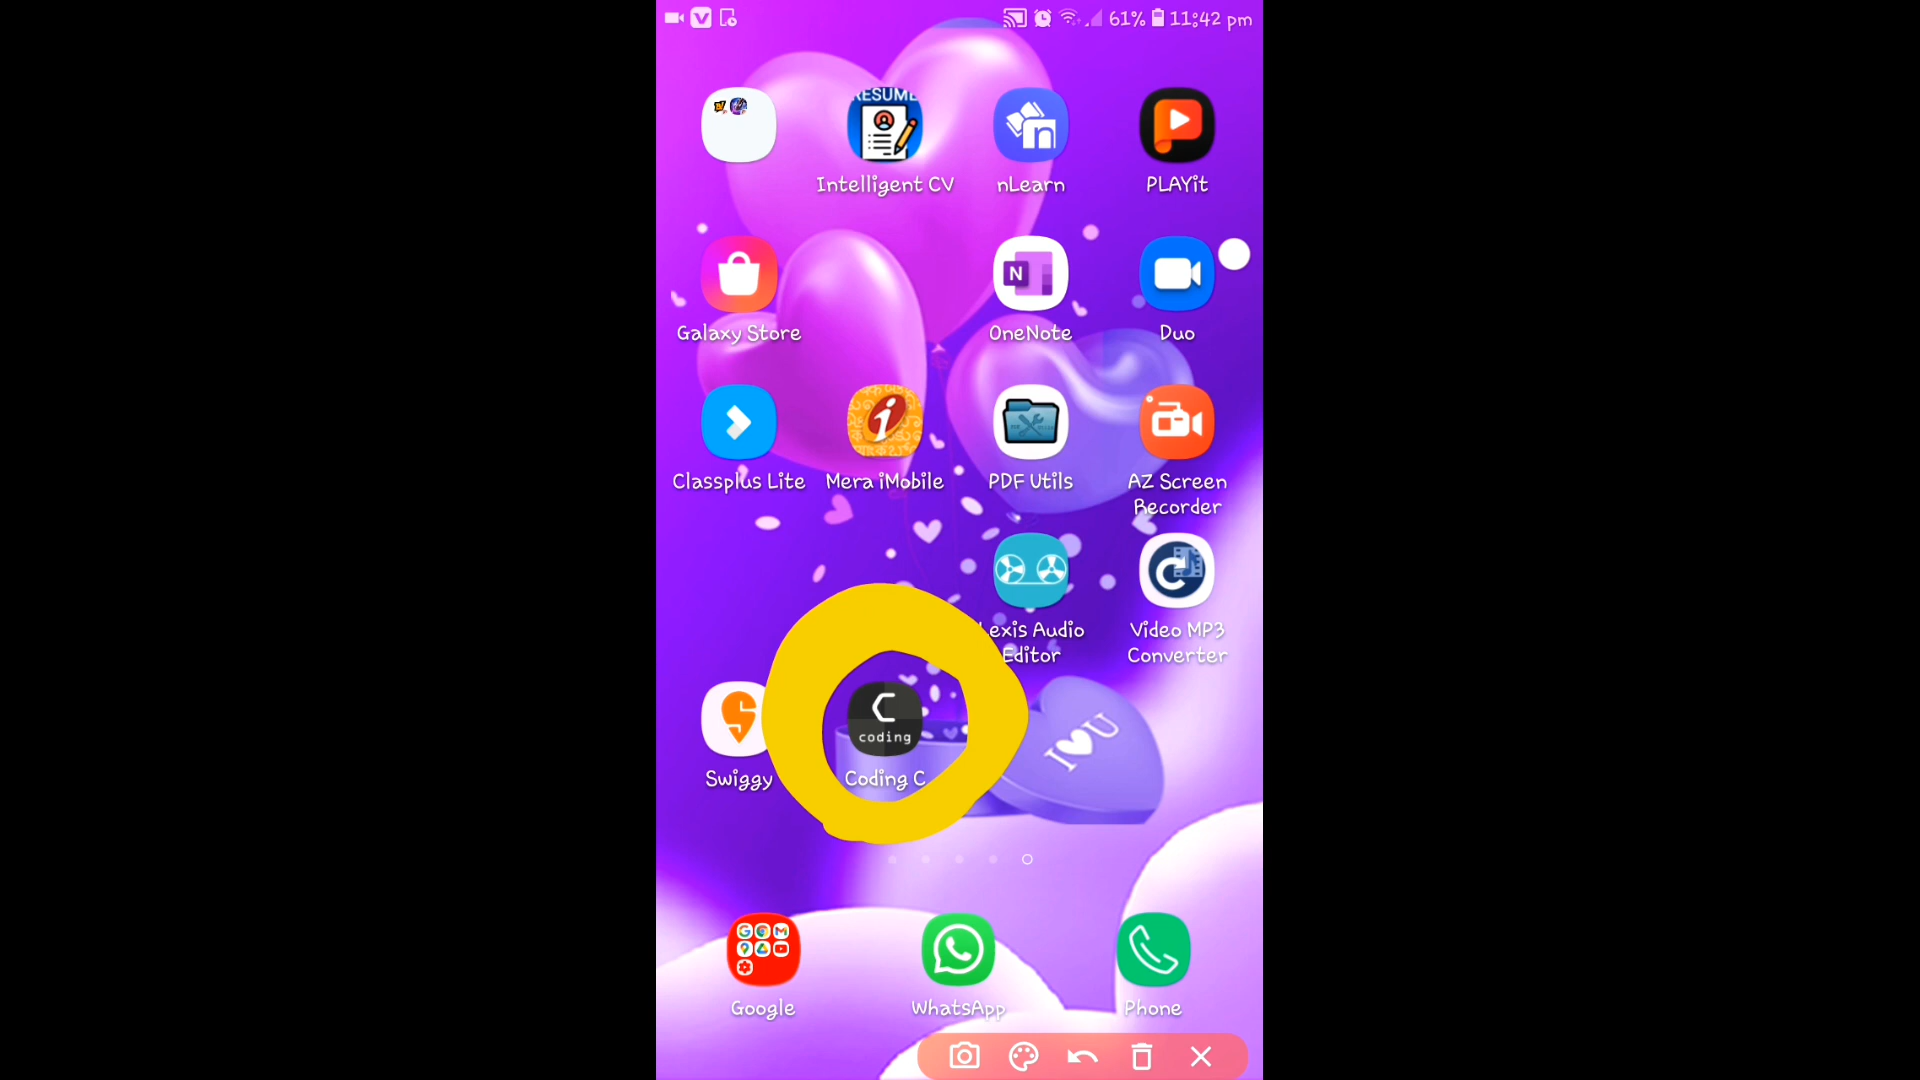 61% 11:42 pm
RESUME
Intelligent CV
nLearn
PLAYit
Galaxy Store
N
OneNote
Duo
Classplus Lite
Mera iMobile
PDF Utils
AZ Screen
Recorder
Lexis Audio
Editor
Video MP3
Converter
Swiggy
coding
Coding C
I U
Google
WhatsApp
Phone